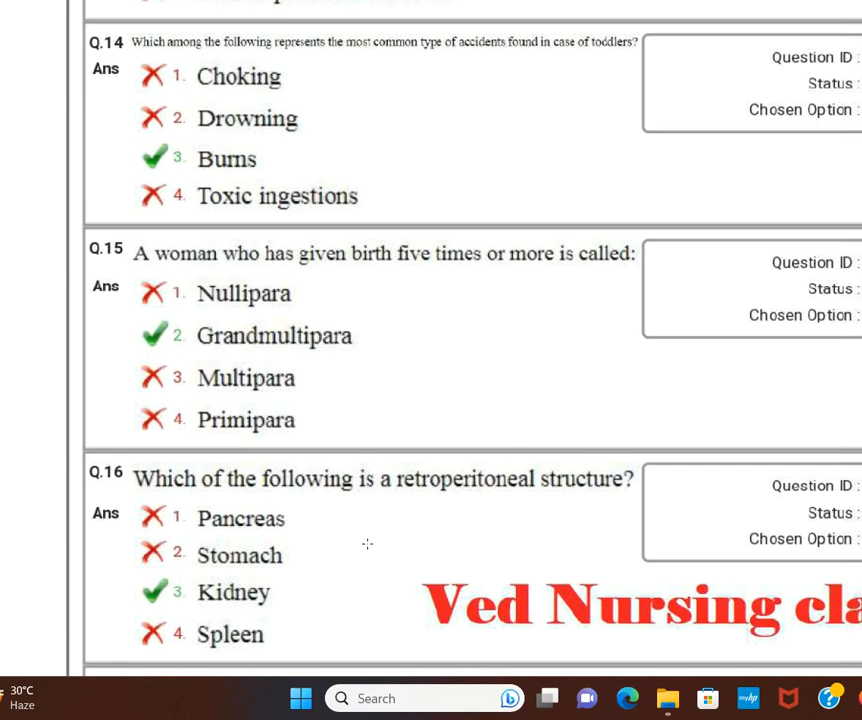 Q.14 Which among the following represents the most common type of accidents found in case of toddlers?
Question ID :
Status :
Chosen Option :
Ans 1. Choking
2. Drowning
3. Burns
4. Toxic ingestions
Q.15 A woman who has given birth five times or more is called:
Question ID :
Status :
Chosen Option :
Ans 1. Nullipara
2. Grandmultipara
3. Multipara
4. Primipara
Q.16 Which of the following is a retroperitoneal structure?
Question ID :
Status :
Chosen Option :
Ans 1. Pancreas
2. Stomach
3. Kidney
4. Spleen
Ved Nursing cla
30°C
Haze
Search
myhp